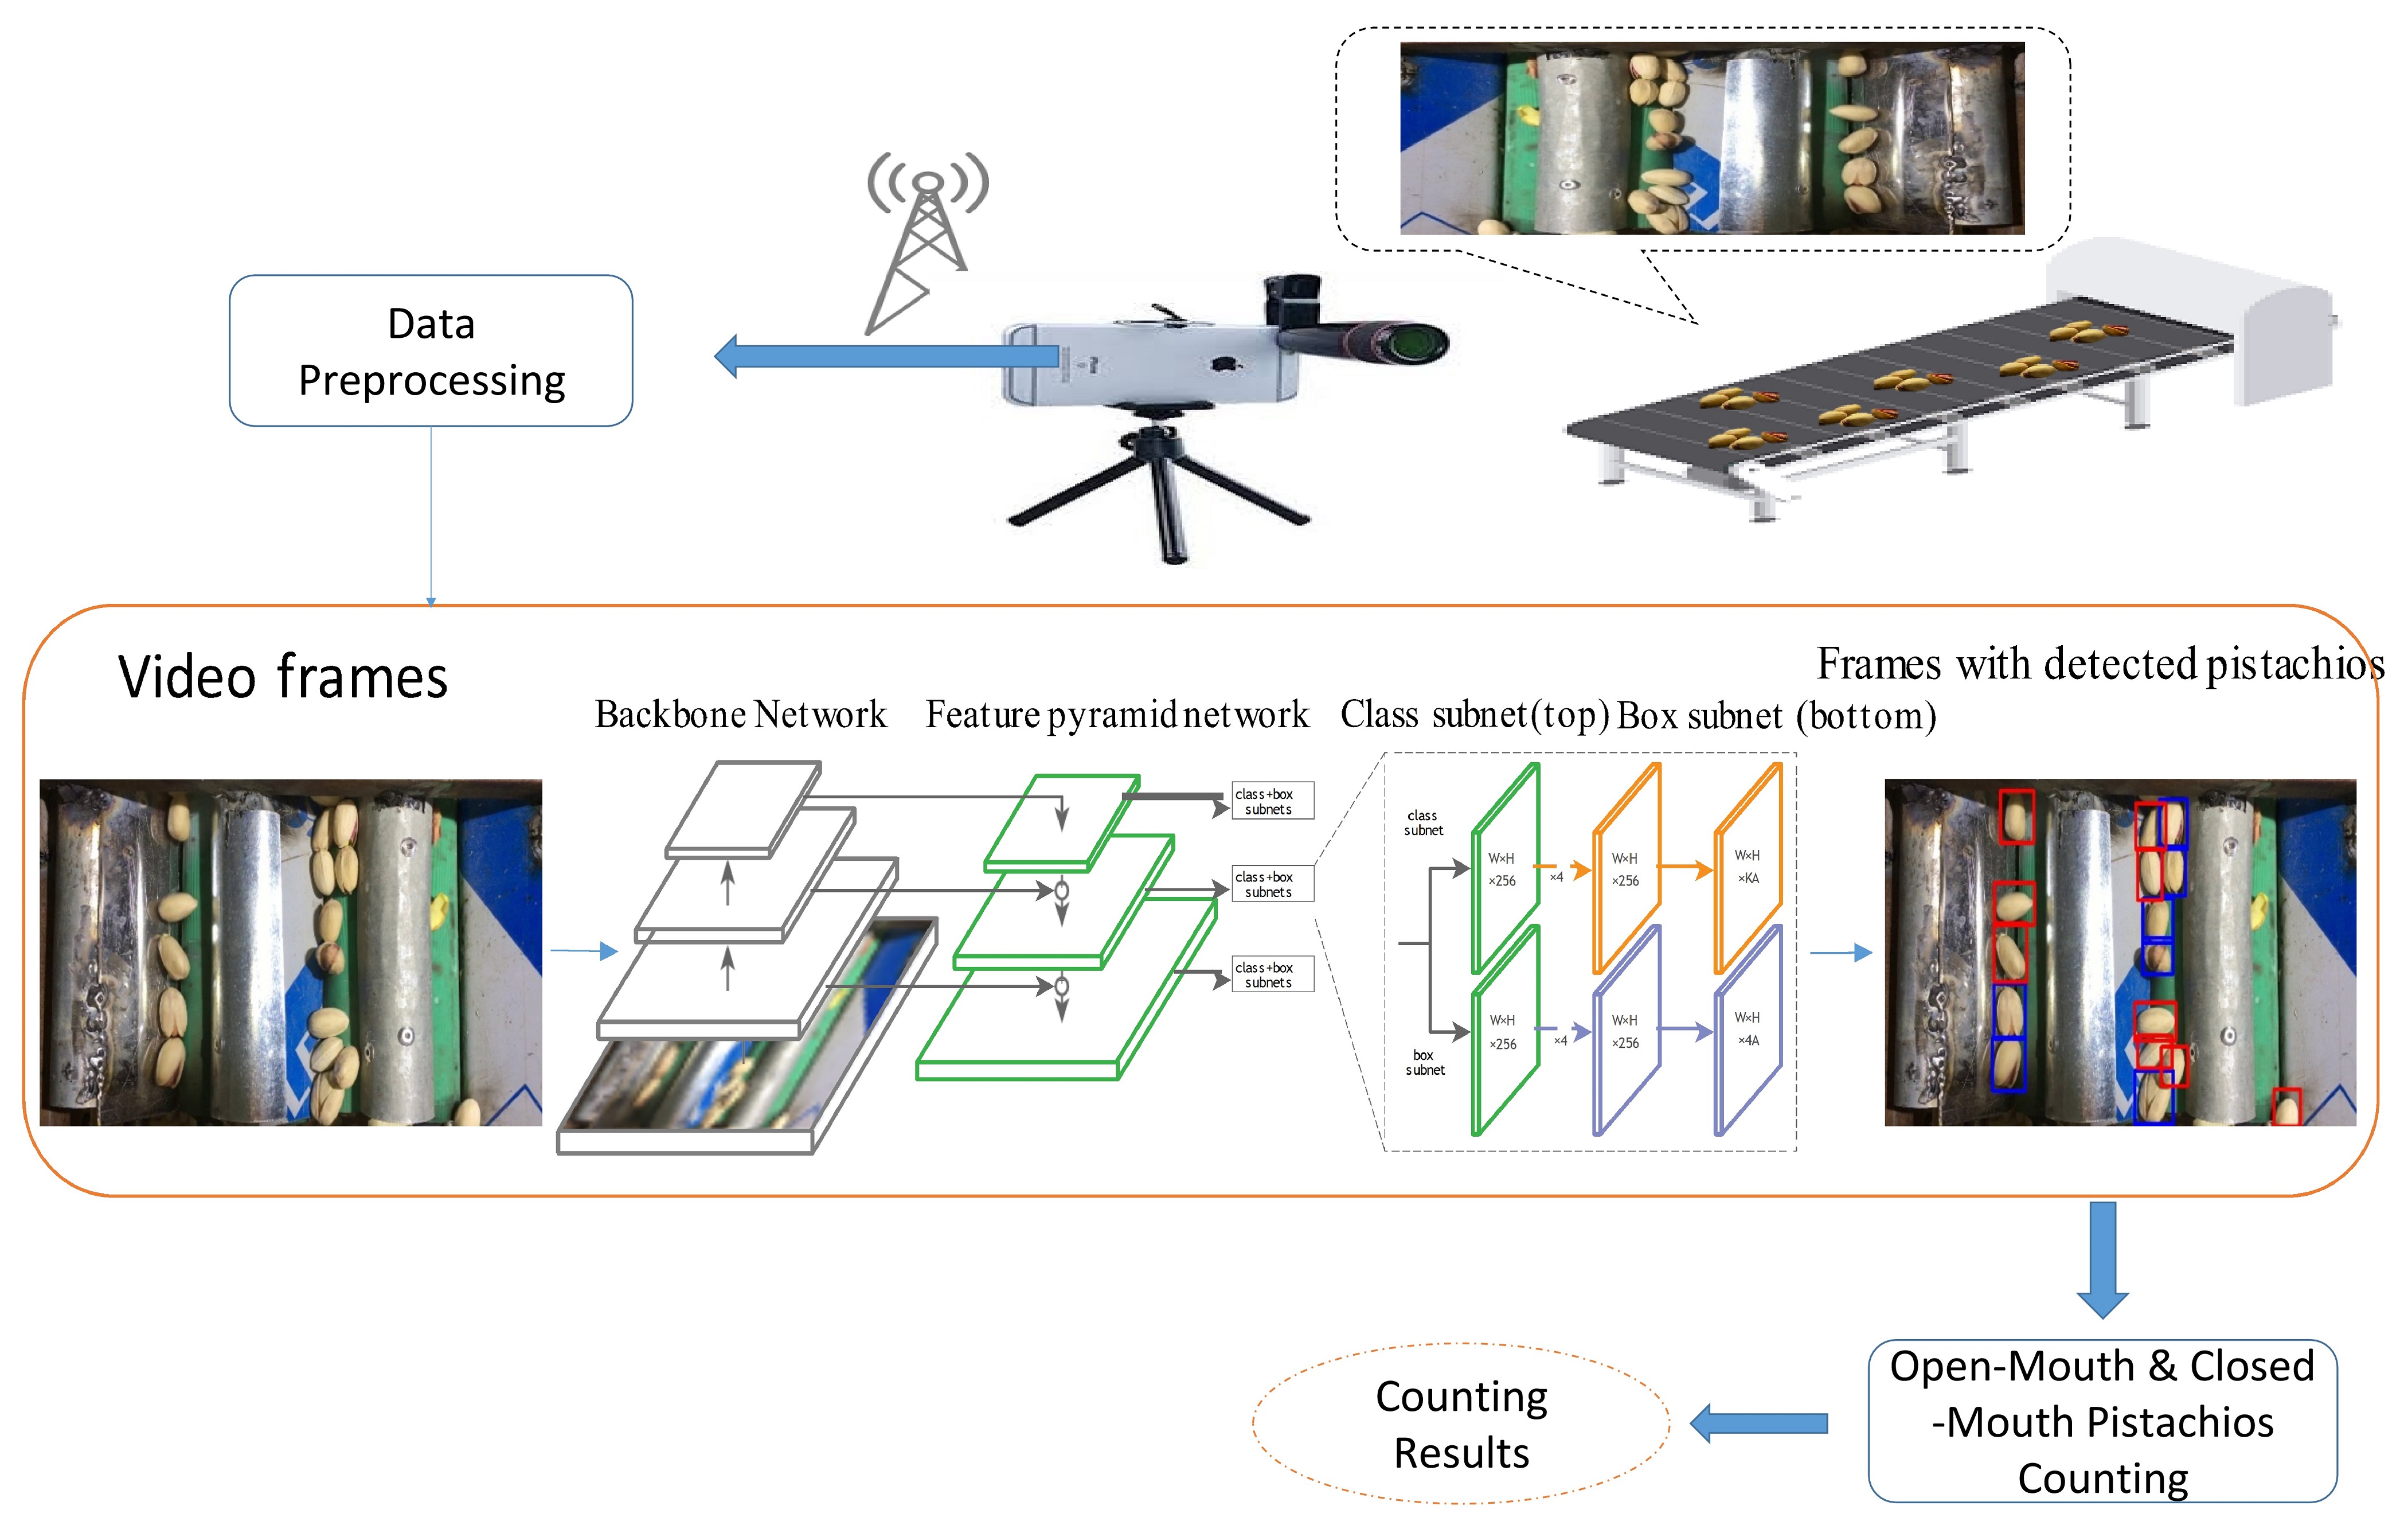 Data
Preprocessing
Video frames
Frames with detected pistachios
Backbone Network
Feature pyramid network
Class subnet(top)
Box subnet (bottom)
class+box
subnets
class+box
subnets
class+box
subnets
class
subnet
W×H
×256
×4
W×H
×256
W×H
×KA
box
subnet
W×H
×256
×4
W×H
×256
W×H
×4A
Open-Mouth & Closed
-Mouth Pistachios
Counting
Counting
Results